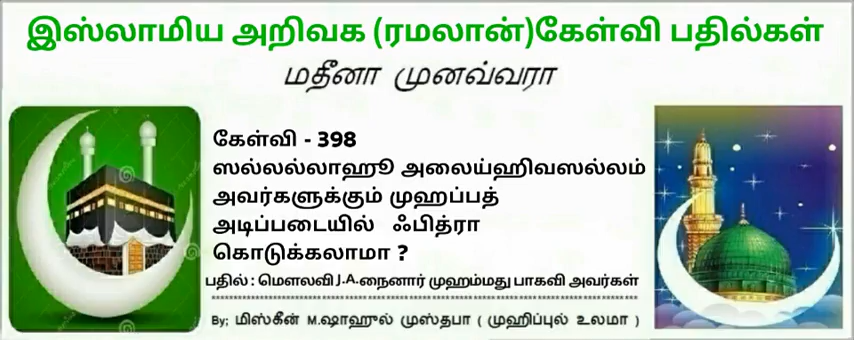 இஸ்லாமிய அறிவக (ரமலான்)கேள்வி பதில்கள்
மதீனா முனவ்வரா
கேள்வி - 398
ஸல்லல்லாஹூ அலைய்ஹிவஸல்லம்
அவர்களுக்கும் முஹப்பத்
அடிப்படையில் ஃபித்ரா
கொடுக்கலாமா ?
பதில் : மௌலவி J.A.நைனார் முஹம்மது பாகவி அவர்கள்
By; மிஸ்கீன் M.ஷாஹுல் முஸ்தபா ( முஹிப்புல் உலமா )